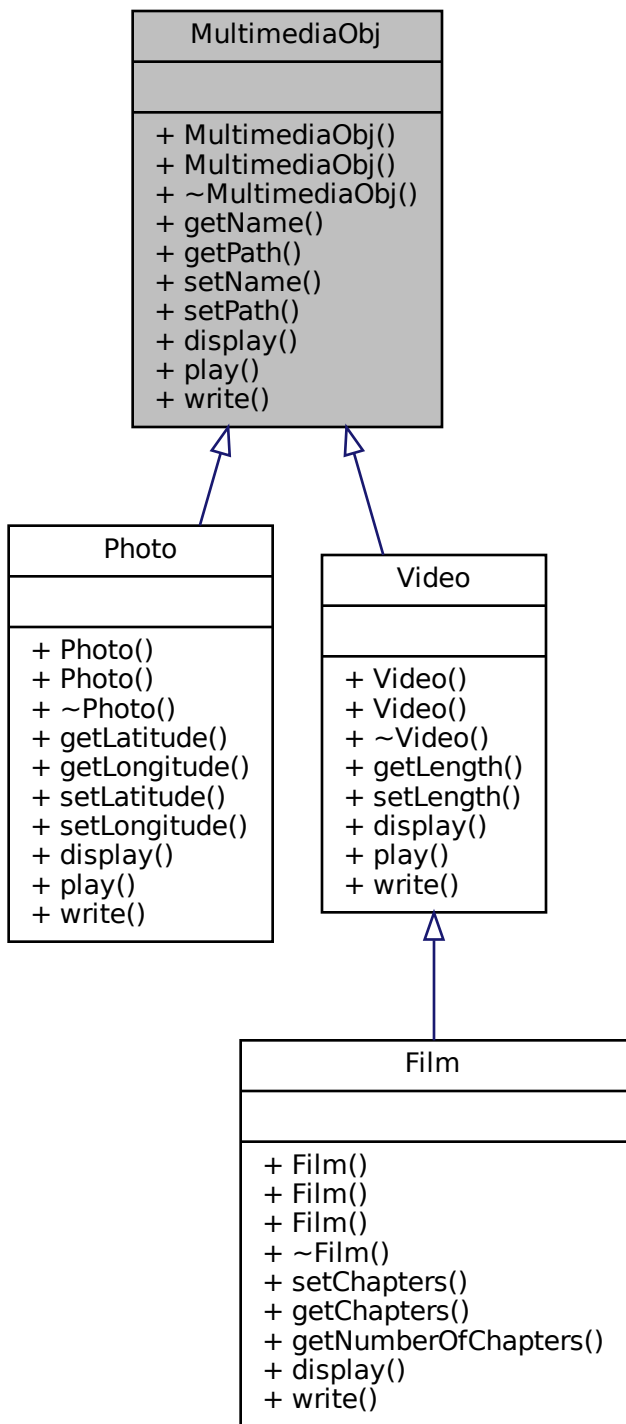 MultimediaObj
+ MultimediaObj()
+ MultimediaObj()
+ ~MultimediaObj()
+ getName()
+ getPath()
+ setName()
+ setPath()
+ display()
+ play()
+ write()
Photo
+ Photo()
+ Photo()
+ ~Photo()
+ getLatitude()
+ getLongitude()
+ setLatitude()
+ setLongitude()
+ display()
+ play()
+ write()
Video
+ Video()
+ Video()
+ ~Video()
+ getLength()
+ setLength()
+ display()
+ play()
+ write()
Film
+ Film()
+ Film()
+ Film()
+ ~Film()
+ setChapters()
+ getChapters()
+ getNumberOfChapters()
+ display()
+ write()